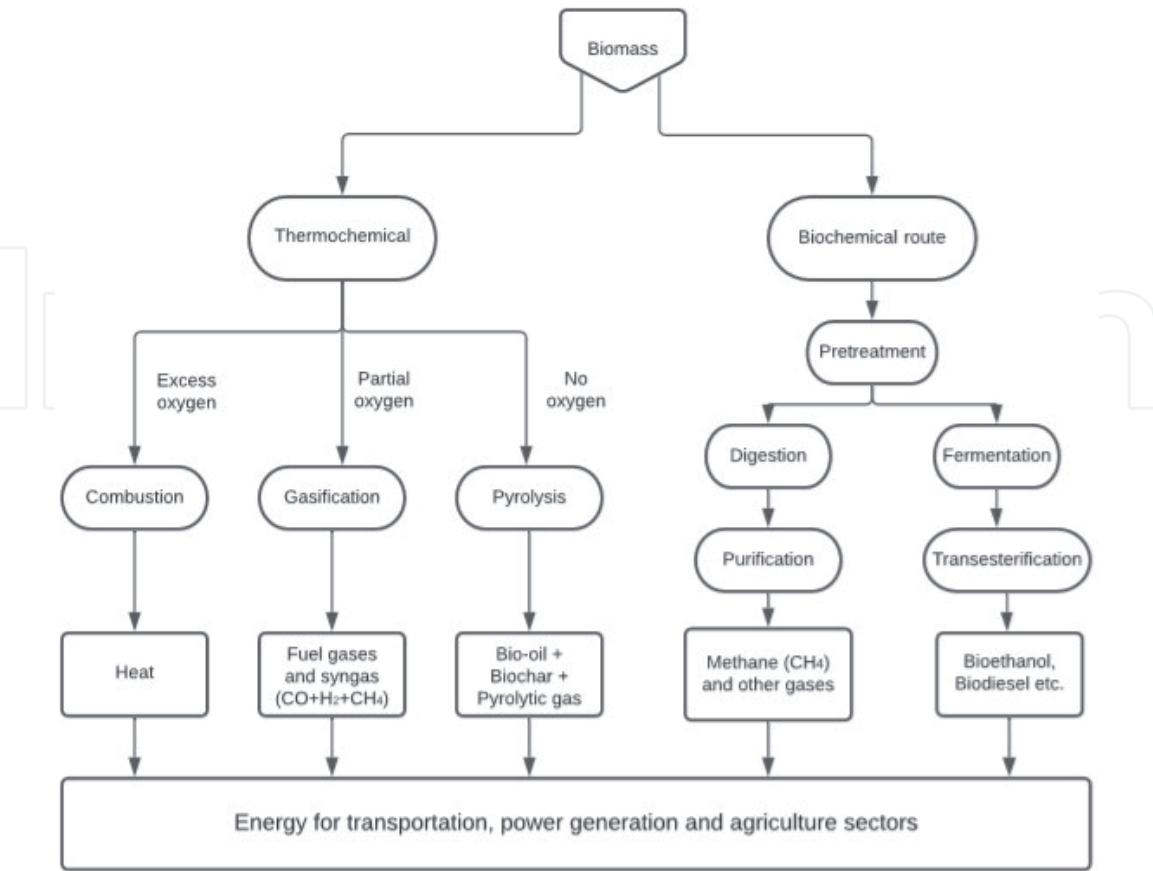 Biomass
Thermochemical
Biochemical route
Pretreatment
Excess
oxygen
Partial
oxygen
No
oxygen
Digestion
Fermentation
Combustion
Gasification
Pyrolysis
Purification
Transesterification
Heat
Fuel gases
and syngas
(CO+H₂+CH₄)
Bio-oil +
Biochar +
Pyrolytic gas
Methane (CH₄)
and other gases
Bioethanol,
Biodiesel etc.
Energy for transportation, power generation and agriculture sectors